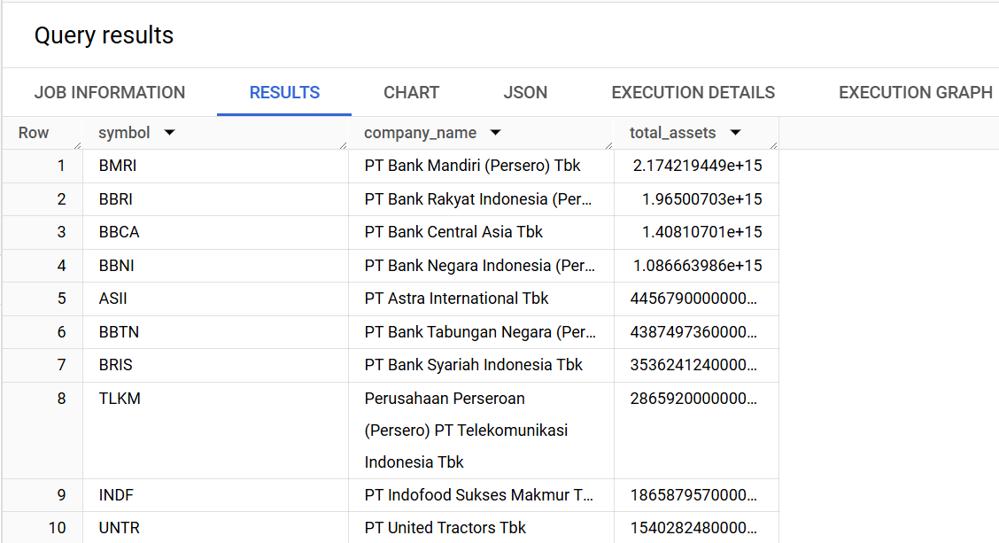 Query results
JOB INFORMATION RESULTS CHART JSON EXECUTION DETAILS EXECUTION GRAPH
Row symbol company_name total_assets
1 BMRI PT Bank Mandiri (Persero) Tbk 2.174219449e+15
2 BBRI PT Bank Rakyat Indonesia (Per... 1.96500703e+15
3 BBCA PT Bank Central Asia Tbk 1.40810701e+15
4 BBNI PT Bank Negara Indonesia (Per... 1.086663986e+15
5 ASII PT Astra International Tbk 4456790000000...
6 BBTN PT Bank Tabungan Negara (Per... 4387497360000...
7 BRIS PT Bank Syariah Indonesia Tbk 3536241240000...
8 TLKM Perusahaan Perseroan 2865920000000...
(Persero) PT Telekomunikasi
Indonesia Tbk
9 INDF PT Indofood Sukses Makmur T... 1865879570000...
10 UNTR PT United Tractors Tbk 1540282480000...